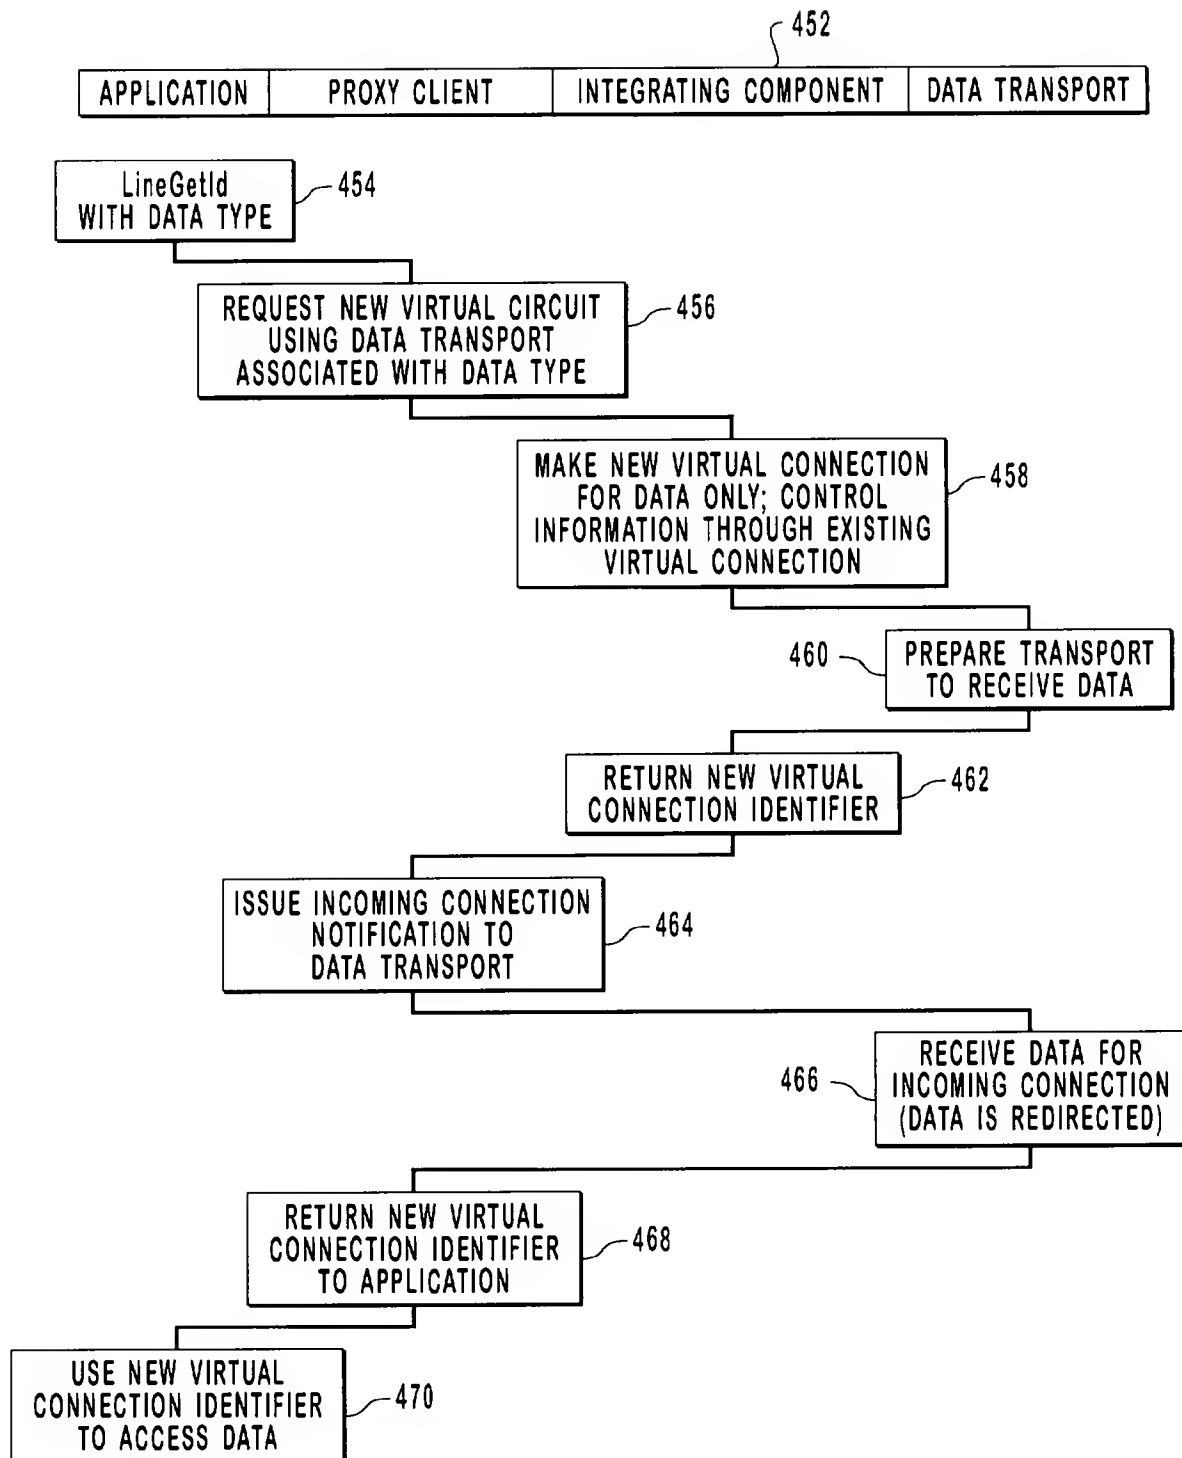 452
APPLICATION PROXY CLIENT INTEGRATING COMPONENT DATA TRANSPORT
LineGetId
WITH DATA TYPE
454
REQUEST NEW VIRTUAL CIRCUIT
USING DATA TRANSPORT
ASSOCIATED WITH DATA TYPE
456
MAKE NEW VIRTUAL CONNECTION
FOR DATA ONLY; CONTROL
INFORMATION THROUGH EXISTING
VIRTUAL CONNECTION
458
460
PREPARE TRANSPORT
TO RECEIVE DATA
RETURN NEW VIRTUAL
CONNECTION IDENTIFIER
462
ISSUE INCOMING CONNECTION
NOTIFICATION TO
DATA TRANSPORT
464
466
RECEIVE DATA FOR
INCOMING CONNECTION
(DATA IS REDIRECTED)
RETURN NEW VIRTUAL
CONNECTION IDENTIFIER
TO APPLICATION
468
USE NEW VIRTUAL
CONNECTION IDENTIFIER
TO ACCESS DATA
470